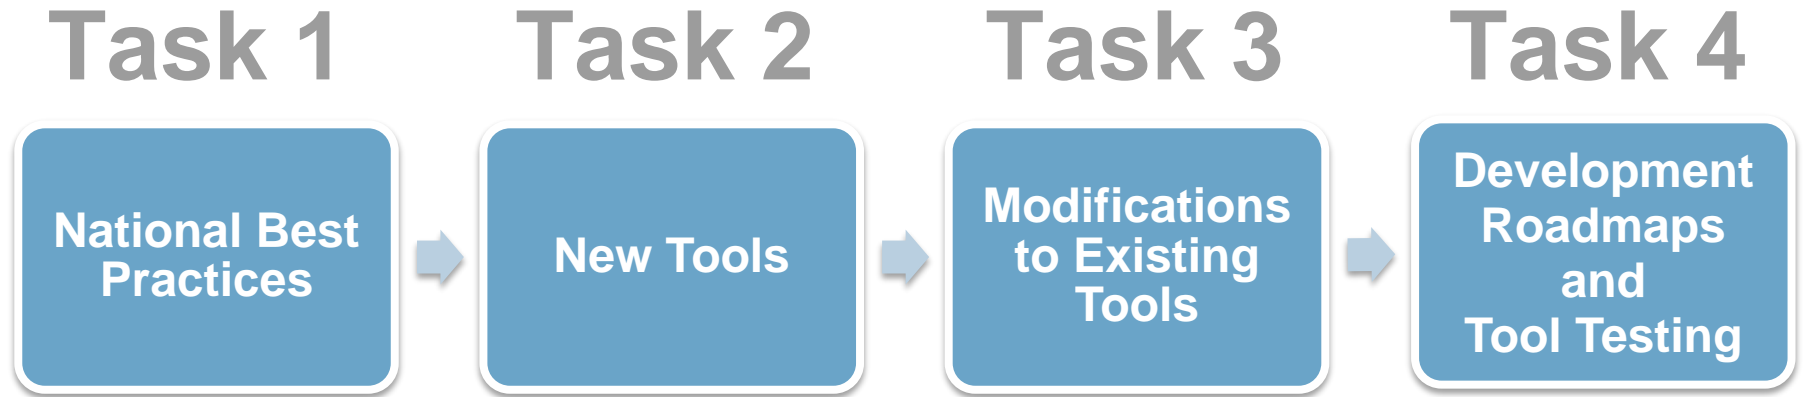 Task 1 Task 2 Task 3 Task 4
National Best
Practices
New Tools
Modifications
to Existing
Tools
Development
Roadmaps
and
Tool Testing